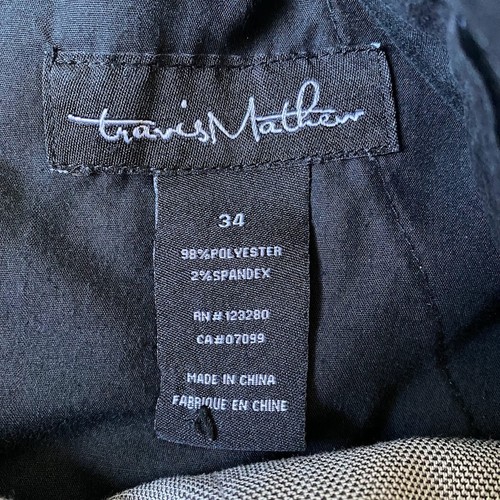 travisMathew
34
98%POLYESTER
2%SPANDEX
RN#123280
CA#07099
MADE IN CHINA
FABRIQUE EN CHINE